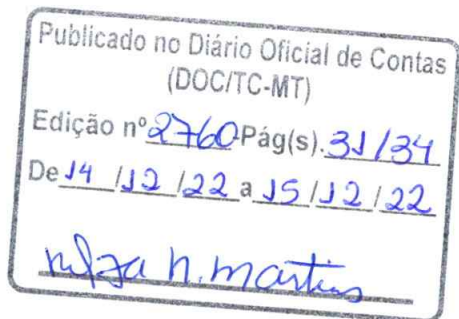 Publicado no Diário Oficial de Contas
(DOC/TC-MT)
Edição nº 2760 Pág(s). 31/34
De 14 /12 /22 a 15/12/22
n. martins